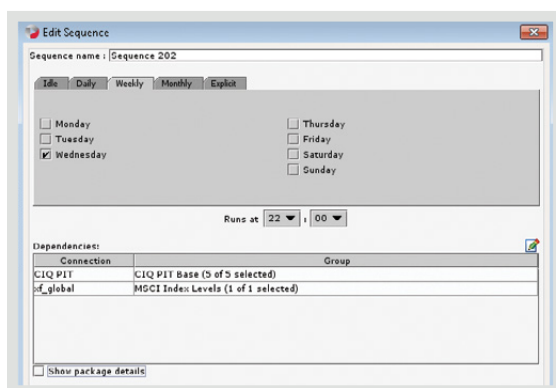 Edit Sequence
Sequence name : Sequence 202
Idle Daily Weekly Monthly Explicit
Monday Thursday
Tuesday Friday
Wednesday Saturday
Sunday
Runs at 22 : 00
Dependencies:
Connection Group
CIQ PIT CIQ PIT Base (5 of 5 selected)
xf_global MSCI Index Levels (1 of 1 selected)
Show package details